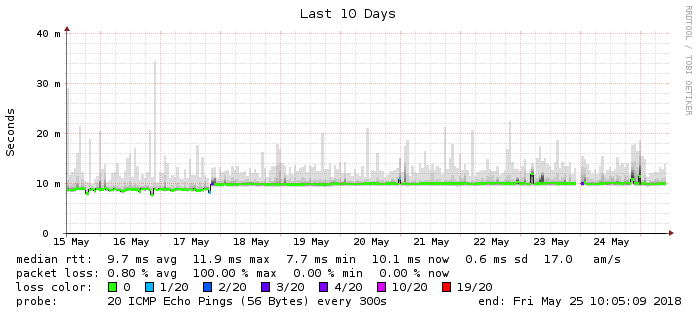 Last 10 Days
RRDTOOL / TOBI OETIKER
Seconds
40 m
30 m
20 m
10 m
0
15 May 16 May 17 May 18 May 19 May 20 May 21 May 22 May 23 May 24 May
median rtt: 9.7 ms avg 11.9 ms max 7.7 ms min 10.1 ms now 0.6 ms sd 17.0 am/s
packet loss: 0.80 % avg 100.00 % max 0.00 % min 0.00 % now
loss color: 0 1/20 2/20 3/20 4/20 10/20 19/20
probe: 20 ICMP Echo Pings (56 Bytes) every 300s end: Fri May 25 10:05:09 2018